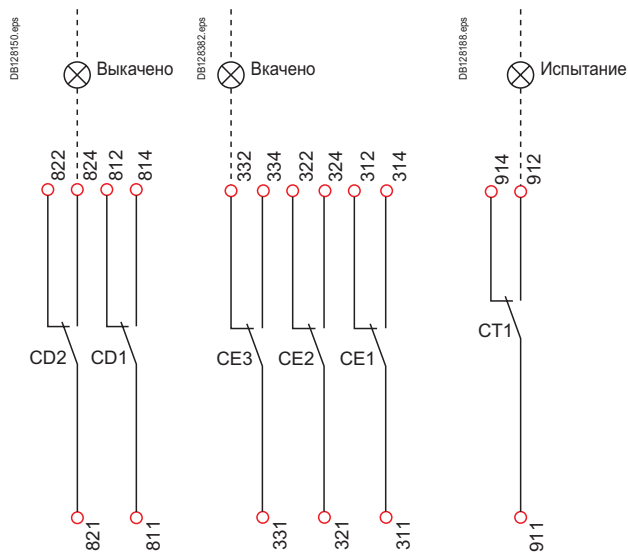 DB128150.eps
Выкачено
DB128382.eps
Вкачено
DB128188.eps
Испытание
822
824
812
814
332
334
322
324
312
314
914
912
CD2
CD1
CE3
CE2
CE1
CT1
821
811
331
321
311
911